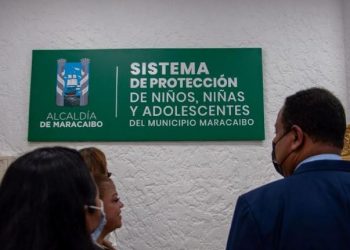 ALCALDÍA
DE MARACAIBO
SISTEMA
DE PROTECCIÓN
DE NIÑOS, NIÑAS
Y ADOLESCENTES
DEL MUNICIPIO MARACAIBO